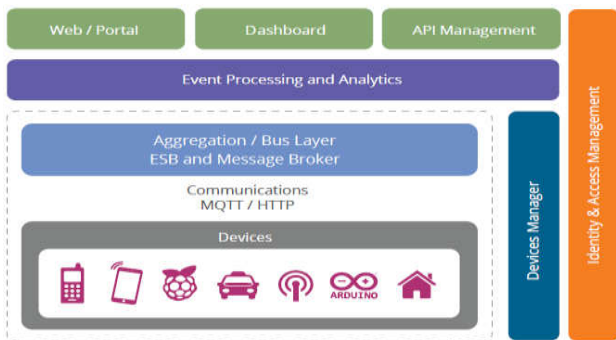 Web / Portal
Dashboard
API Management
Event Processing and Analytics
Aggregation / Bus Layer
ESB and Message Broker
Communications
MQTT / HTTP
Devices
ARDUINO
Devices Manager
Identity & Access Management